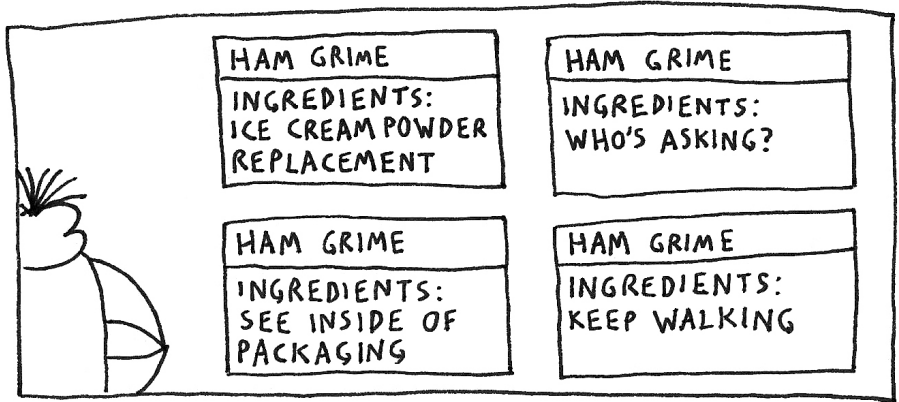 HAM GRIME
INGREDIENTS:
ICE CREAM POWDER
REPLACEMENT
HAM GRIME
INGREDIENTS:
WHO'S ASKING?
HAM GRIME
INGREDIENTS:
SEE INSIDE OF
PACKAGING
HAM GRIME
INGREDIENTS:
KEEP WALKING